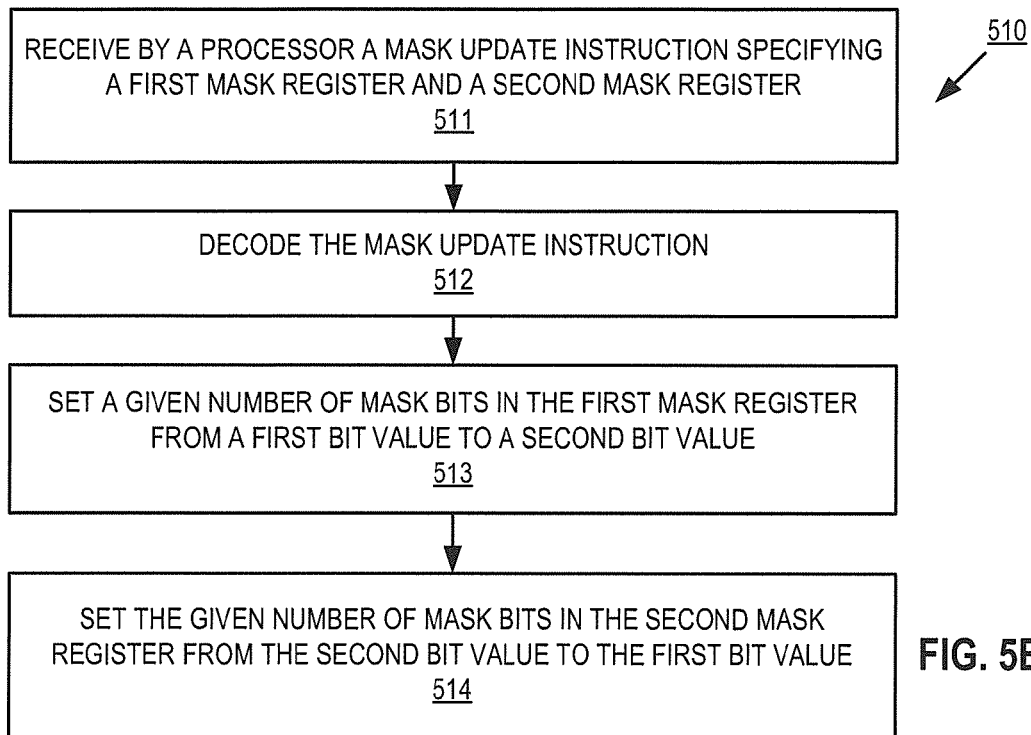 RECEIVE BY A PROCESSOR A MASK UPDATE INSTRUCTION SPECIFYING
A FIRST MASK REGISTER AND A SECOND MASK REGISTER
511
510
DECODE THE MASK UPDATE INSTRUCTION
512
SET A GIVEN NUMBER OF MASK BITS IN THE FIRST MASK REGISTER
FROM A FIRST BIT VALUE TO A SECOND BIT VALUE
513
SET THE GIVEN NUMBER OF MASK BITS IN THE SECOND MASK
REGISTER FROM THE SECOND BIT VALUE TO THE FIRST BIT VALUE
514
FIG. 5B